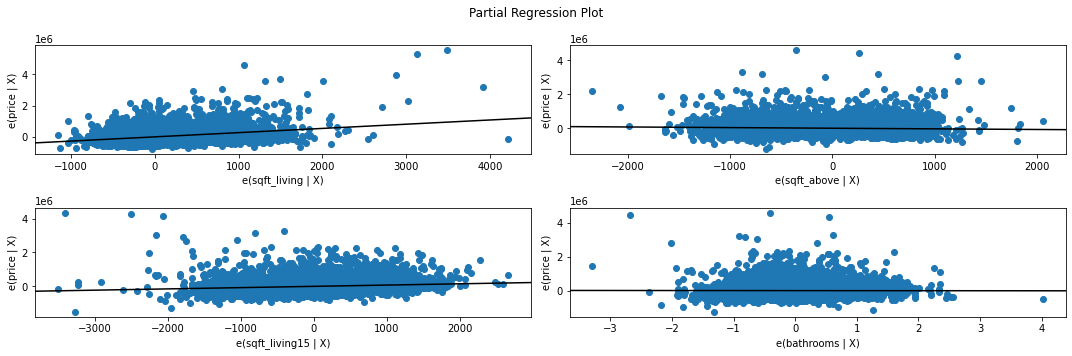 Partial Regression Plot
1e6
e(price | X)
4
2
0
−1000 0 1000 2000 3000 4000
e(sqft_living | X)
1e6
e(price | X)
4
2
0
−2000 −1000 0 1000 2000
e(sqft_above | X)
1e6
e(price | X)
4
2
0
−3000 −2000 −1000 0 1000 2000
e(sqft_living15 | X)
1e6
e(price | X)
4
2
0
−3 −2 −1 0 1 2 3 4
e(bathrooms | X)